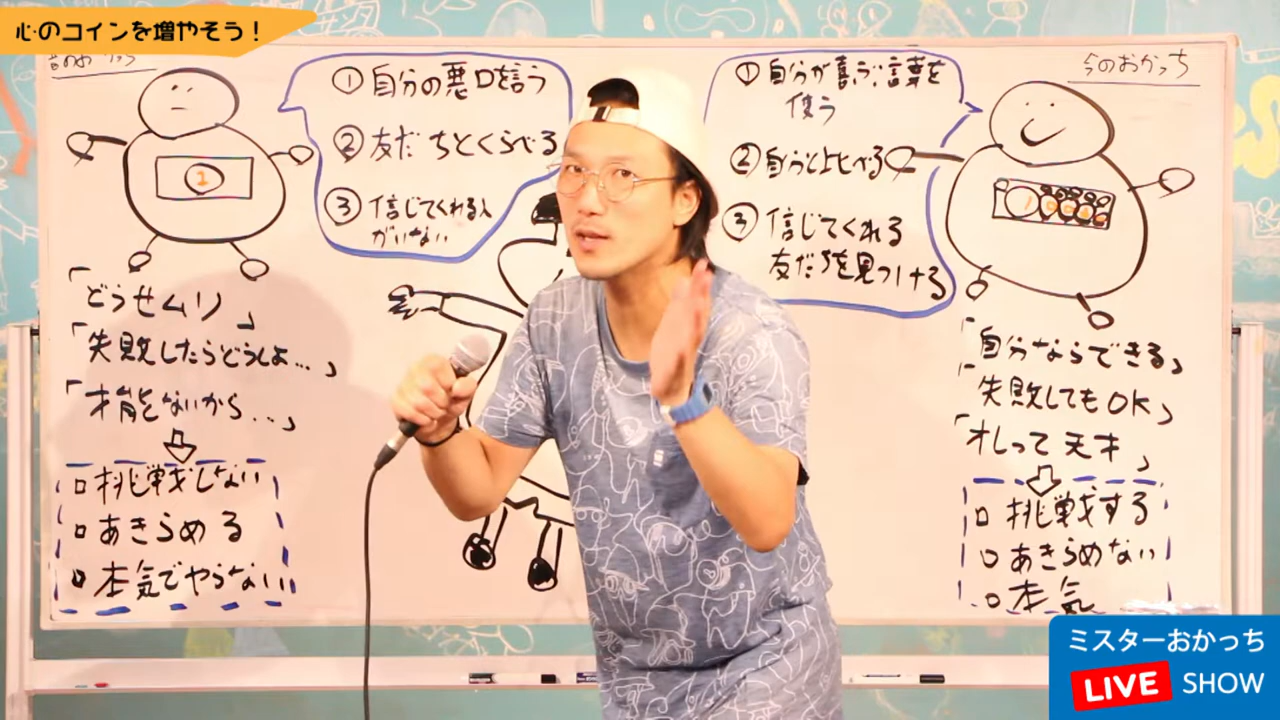 心のコインを増やそう！
昔のおかっち
① 自分の悪口を言う
② 友だちとくらべる
③ 信じてくれる人
がいない
1
「どうせムリ」
「失敗したらどうしよ…」
「才能ないから…」
挑戦しない
あきらめる
本気でやらない
今のおかっち
① 自分が喜ぶ言葉を
使う
② 自分と比べる
③ 信じてくれる
友だちを見つける
1
「自分ならできる」
「失敗してもOK」
「オレって天才」
挑戦する
あきらめない
本気
ミスターおかっち
LIVE SHOW